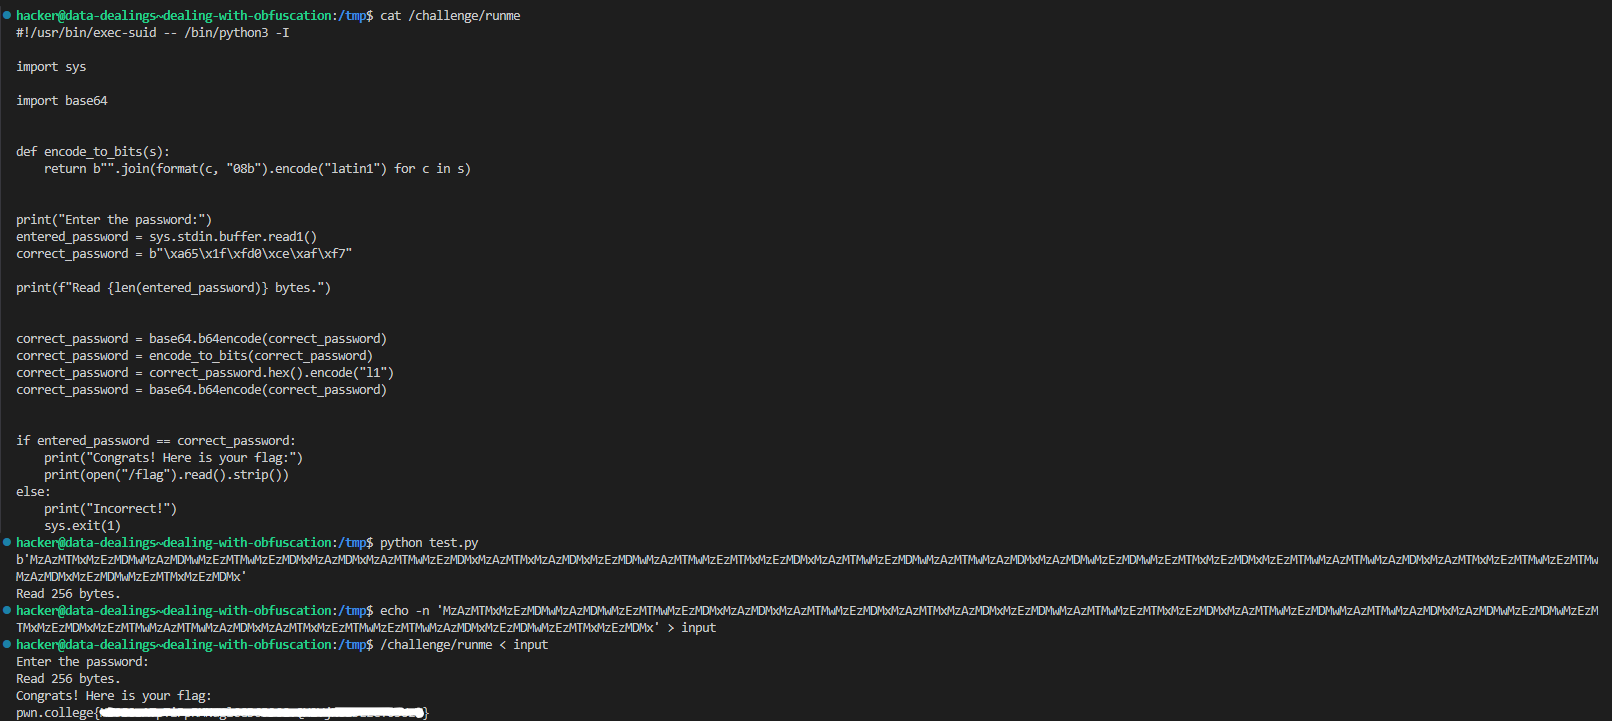 hacker@data-dealings~dealing-with-obfuscation:/tmp$ cat /challenge/runme
#!/usr/bin/exec-suid -- /bin/python3 -I
import sys
import base64
def encode_to_bits(s):
    return b"".join(format(c, "08b").encode("latin1") for c in s)
print("Enter the password:")
entered_password = sys.stdin.buffer.read1()
correct_password = b"\xa65\x1f\xfd0\xce\xaf\xf7"
print(f"Read {len(entered_password)} bytes.")
correct_password = base64.b64encode(correct_password)
correct_password = encode_to_bits(correct_password)
correct_password = correct_password.hex().encode("l1")
correct_password = base64.b64encode(correct_password)
if entered_password == correct_password:
    print("Congrats! Here is your flag:")
    print(open("/flag").read().strip())
else:
    print("Incorrect!")
    sys.exit(1)
hacker@data-dealings~dealing-with-obfuscation:/tmp$ python test.py
b'MzAzMTMxMzEzMDMwMzAzMDMwMzEzMTMwMzEzMDMxMzAzMDMxMzAzMTMwMzEzMDMxMzAzMTMxMzAzMDMxMzEzMDMwMzAzMTMwMzEzMTMxMzEzMDMxMzAzMTMwMzEzMDMwMzAzMTMwMzAzMDMxMzAzMDMwMzEzMDMwMzEzMTMxMzEzMDMxMzEzMTMwMzAzMTMwMzAzMDMxMzAzMTMxMzEzMTMwMzEzMTMw
MzAzMDMxMzEzMDMwMzEzMTMxMzEzMDMx'
Read 256 bytes.
hacker@data-dealings~dealing-with-obfuscation:/tmp$ echo -n 'MzAzMTMxMzEzMDMwMzAzMDMwMzEzMTMwMzEzMDMxMzAzMDMxMzAzMTMwMzEzMDMxMzAzMTMxMzAzMDMxMzEzMDMwMzAzMTMwMzEzMTMxMzEzMDMxMzAzMTMwMzEzMDMwMzAzMTMwMzAzMDMxMzAzMDMwMzEzMDMwMzEzM
TMxMzEzMDMxMzEzMTMwMzAzMTMwMzAzMDMxMzAzMTMxMzEzMTMwMzEzMTMwMzAzMDMxMzEzMDMwMzEzMTMxMzEzMDMx' > input
hacker@data-dealings~dealing-with-obfuscation:/tmp$ /challenge/runme < input
Enter the password:
Read 256 bytes.
Congrats! Here is your flag:
pwn.college{}